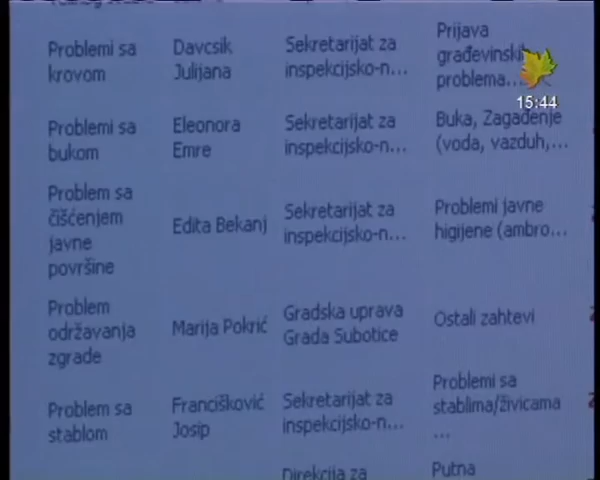 Problemi sa
krovom
Davcsik
Julijana
Sekretarijat za
inspekcijsko-n...
Prijava
građevinskih
problema...
15:44
Problemi sa
bukom
Eleonora
Emre
Sekretarijat za
inspekcijsko-n...
Buka, Zagađenje
(voda, vazduh,...
Problem sa
čišćenjem
javne
površine
Edita Bekanj
Sekretarijat za
inspekcijsko-n...
Problemi javne
higijene (ambro...
Problem
održavanja
zgrade
Marija Pokrić
Gradska uprava
Grada Subotice
Ostali zahtevi
Problem sa
stablom
Francišković
Josip
Sekretarijat za
inspekcijsko-n...
Problemi sa
stablima/živicama
...
Direkcija za
Putna